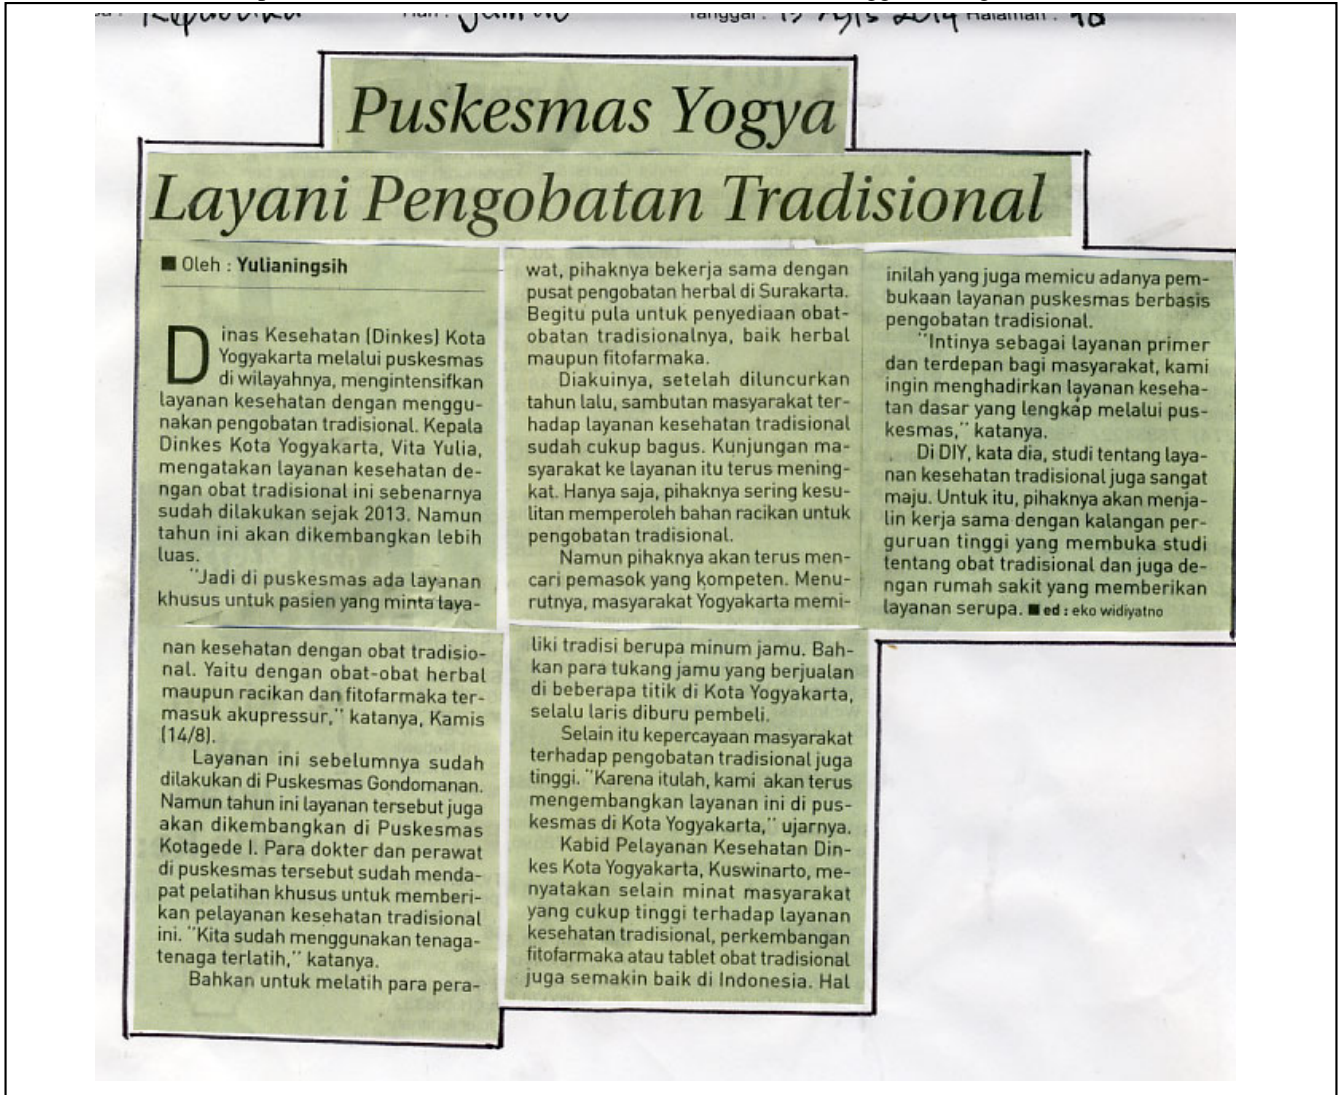 Republika
Tanggal : 15 Agts 2014 Halaman : 18
Puskesmas Yogya
Layani Pengobatan Tradisional
■ Oleh : Yulianingsih
Dinas Kesehatan (Dinkes) Kota
Yogyakarta melalui puskesmas
di wilayahnya, mengintensifkan
layanan kesehatan dengan menggu-
nakan pengobatan tradisional. Kepala
Dinkes Kota Yogyakarta, Vita Yulia,
mengatakan layanan kesehatan de-
ngan obat tradisional ini sebenarnya
sudah dilakukan sejak 2013. Namun
tahun ini akan dikembangkan lebih
luas.
"Jadi di puskesmas ada layanan
khusus untuk pasien yang minta laya-
nan kesehatan dengan obat tradisio-
nal. Yaitu dengan obat-obat herbal
maupun racikan dan fitofarmaka ter-
masuk akupressur," katanya, Kamis
(14/8).
Layanan ini sebelumnya sudah
dilakukan di Puskesmas Gondomanan.
Namun tahun ini layanan tersebut juga
akan dikembangkan di Puskesmas
Kotagede I. Para dokter dan perawat
di puskesmas tersebut sudah menda-
pat pelatihan khusus untuk memberi-
kan pelayanan kesehatan tradisional
ini. "Kita sudah menggunakan tenaga-
tenaga terlatih," katanya.
Bahkan untuk melatih para pera-
wat, pihaknya bekerja sama dengan
pusat pengobatan herbal di Surakarta.
Begitu pula untuk penyediaan obat-
obatan tradisionalnya, baik herbal
maupun fitofarmaka.
Diakuinya, setelah diluncurkan
tahun lalu, sambutan masyarakat ter-
hadap layanan kesehatan tradisional
sudah cukup bagus. Kunjungan ma-
syarakat ke layanan itu terus mening-
kat. Hanya saja, pihaknya sering kesu-
litan memperoleh bahan racikan untuk
pengobatan tradisional.
Namun pihaknya akan terus men-
cari pemasok yang kompeten. Menu-
rutnya, masyarakat Yogyakarta memi-
liki tradisi berupa minum jamu. Bah-
kan para tukang jamu yang berjualan
di beberapa titik di Kota Yogyakarta,
selalu laris diburu pembeli.
Selain itu kepercayaan masyarakat
terhadap pengobatan tradisional juga
tinggi. "Karena itulah, kami akan terus
mengembangkan layanan ini di pus-
kesmas di Kota Yogyakarta," ujarnya.
Kabid Pelayanan Kesehatan Din-
kes Kota Yogyakarta, Kuswinarto, me-
nyatakan selain minat masyarakat
yang cukup tinggi terhadap layanan
kesehatan tradisional, perkembangan
fitofarmaka atau tablet obat tradisional
juga semakin baik di Indonesia. Hal
inilah yang juga memicu adanya pem-
bukaan layanan puskesmas berbasis
pengobatan tradisional.
"Intinya sebagai layanan primer
dan terdepan bagi masyarakat, kami
ingin menghadirkan layanan keseha-
tan dasar yang lengkap melalui pus-
kesmas," katanya.
Di DIY, kata dia, studi tentang laya-
nan kesehatan tradisional juga sangat
maju. Untuk itu, pihaknya akan menja-
lin kerja sama dengan kalangan per-
guruan tinggi yang membuka studi
tentang obat tradisional dan juga de-
ngan rumah sakit yang memberikan
layanan serupa. ■ ed : eko widiyatno